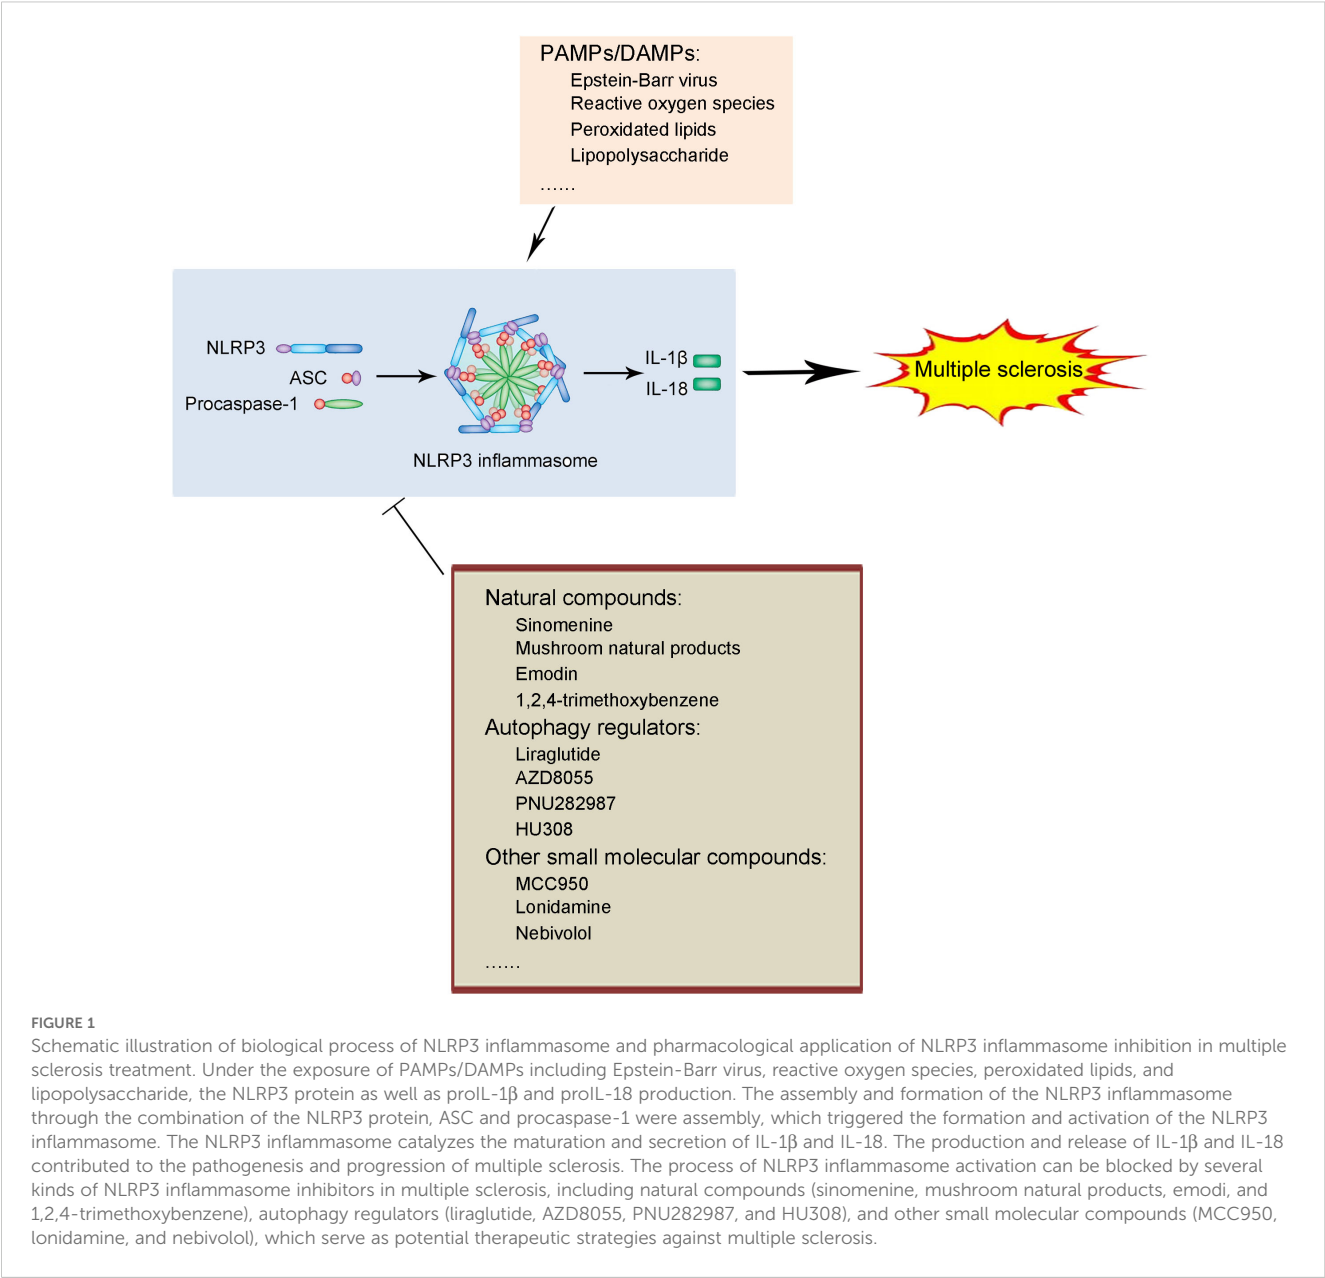 PAMPs/DAMPs:
Epstein-Barr virus
Reactive oxygen species
Peroxidated lipids
Lipopolysaccharide
......
NLRP3
ASC
Procaspase-1
NLRP3 inflammasome
IL-1β
IL-18
Multiple sclerosis
Natural compounds:
Sinomenine
Mushroom natural products
Emodin
1,2,4-trimethoxybenzene
Autophagy regulators:
Liraglutide
AZD8055
PNU282987
HU308
Other small molecular compounds:
MCC950
Lonidamine
Nebivolol
......
FIGURE 1
Schematic illustration of biological process of NLRP3 inflammasome and pharmacological application of NLRP3 inflammasome inhibition in multiple
sclerosis treatment. Under the exposure of PAMPs/DAMPs including Epstein-Barr virus, reactive oxygen species, peroxidated lipids, and
lipopolysaccharide, the NLRP3 protein as well as proIL-1β and proIL-18 production. The assembly and formation of the NLRP3 inflammasome
through the combination of the NLRP3 protein, ASC and procaspase-1 were assembly, which triggered the formation and activation of the NLRP3
inflammasome. The NLRP3 inflammasome catalyzes the maturation and secretion of IL-1β and IL-18. The production and release of IL-1β and IL-18
contributed to the pathogenesis and progression of multiple sclerosis. The process of NLRP3 inflammasome activation can be blocked by several
kinds of NLRP3 inflammasome inhibitors in multiple sclerosis, including natural compounds (sinomenine, mushroom natural products, emodi, and
1,2,4-trimethoxybenzene), autophagy regulators (liraglutide, AZD8055, PNU282987, and HU308), and other small molecular compounds (MCC950,
lonidamine, and nebivolol), which serve as potential therapeutic strategies against multiple sclerosis.